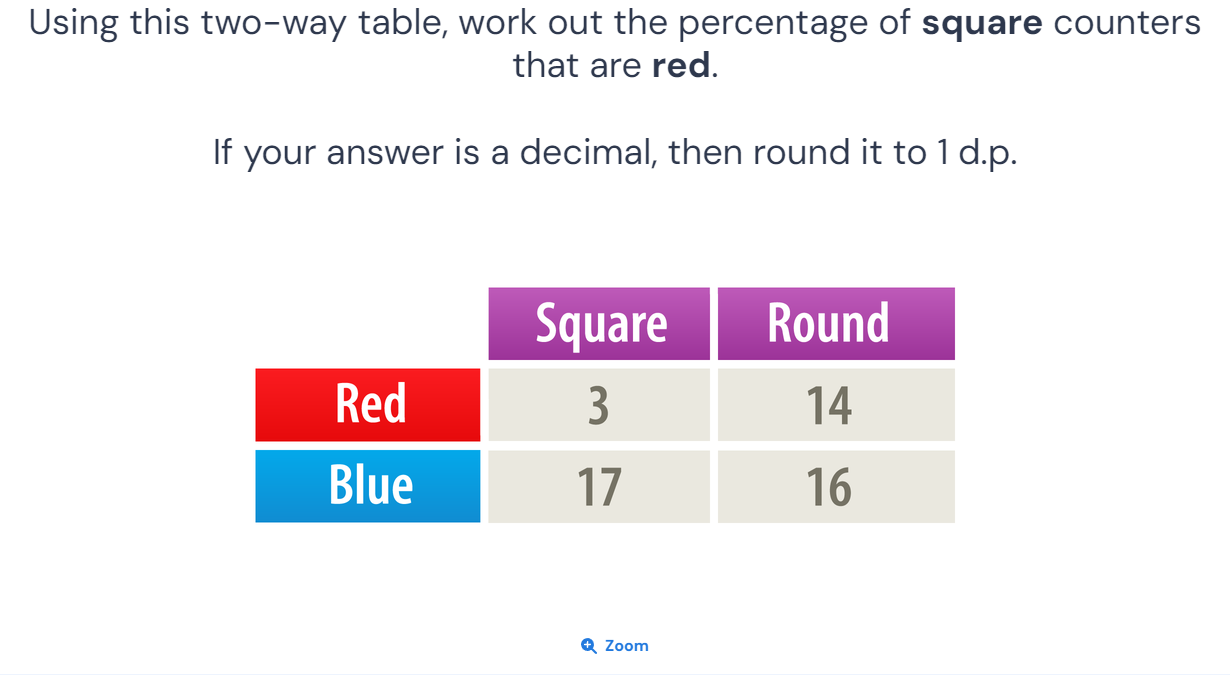 Using this two-way table, work out the percentage of square counters
that are red.
If your answer is a decimal, then round it to 1 d.p.
Square Round
Red 3 14
Blue 17 16
Zoom